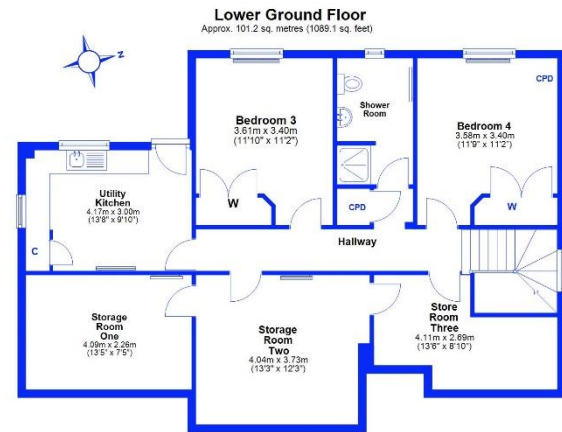 Lower Ground Floor
Approx. 101.2 sq. metres (1089.1 sq. feet)
Z
Bedroom 3
3.61m x 3.40m
(11'10" x 11'2")
W
Shower
Room
CPD
Bedroom 4
3.58m x 3.40m
(11'9" x 11'2")
CPD
W
Utility
Kitchen
4.17m x 3.00m
(13'8" x 9'10")
C
Hallway
Storage
Room
One
4.09m x 2.26m
(13'5" x 7'5")
Storage
Room
Two
4.04m x 3.73m
(13'3" x 12'3")
Store
Room
Three
4.11m x 2.69m
(13'6" x 8'10")